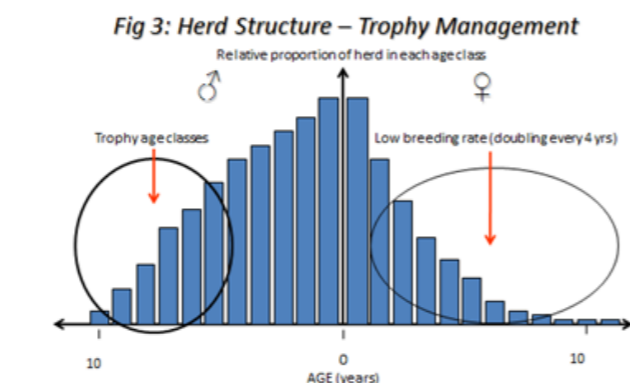 Fig 3: Herd Structure – Trophy Management
Relative proportion of herd in each age class
♂ ♀
Trophy age classes
Low breeding rate (doubling every 4 yrs)
10 0 10
AGE (years)